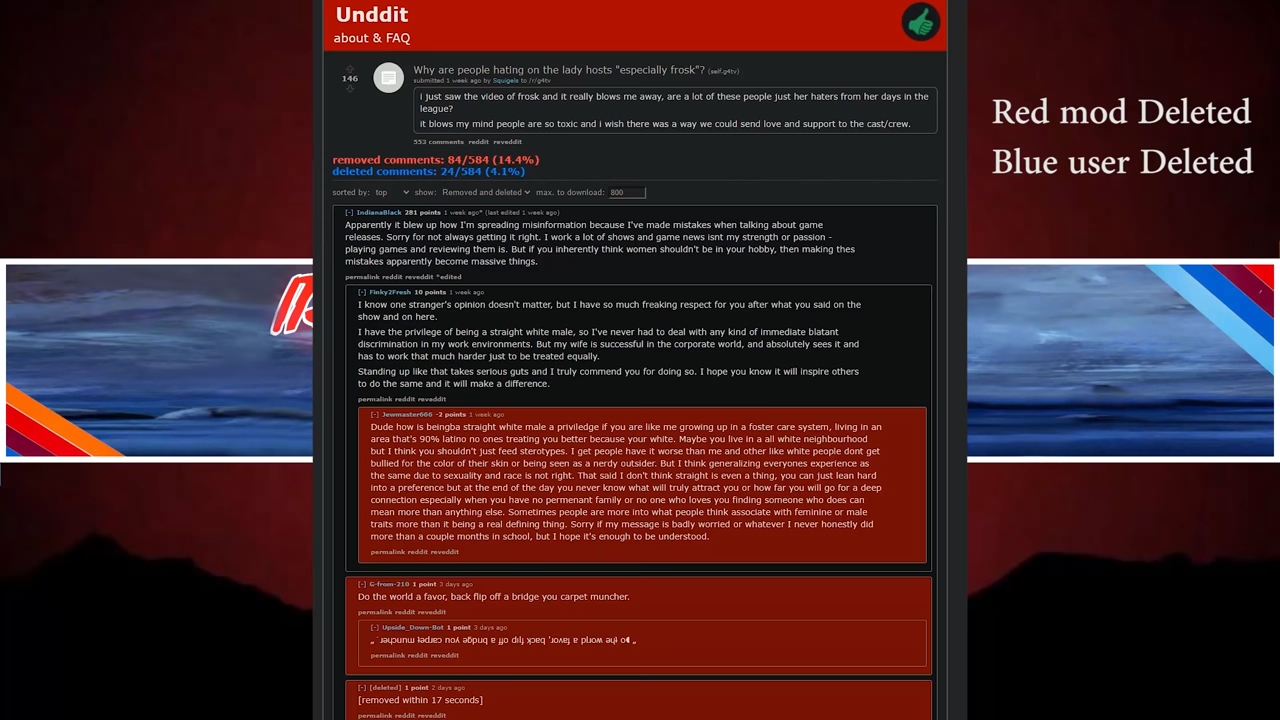 Unddit
about & FAQ
Red mod Deleted
Blue user Deleted
146
Why are people hating on the lady hosts "especially frosk"? (self.g4tv)
submitted 1 week ago by Squigels to /r/g4tv
i just saw the video of frosk and it really blows me away, are a lot of these people just her haters from her days in the
league?
it blows my mind people are so toxic and i wish there was a way we could send love and support to the cast/crew.
553 comments reddit reveddit
removed comments: 84/584 (14.4%)
deleted comments: 24/584 (4.1%)
sorted by: top show: Removed and deleted max. to download: 800
[-] IndianaBlack 281 points 1 week ago* (last edited 1 week ago)
Apparently it blew up how I'm spreading misinformation because I've made mistakes when talking about game
releases. Sorry for not always getting it right. I work a lot of shows and game news isnt my strength or passion -
playing games and reviewing them is. But if you inherently think women shouldn't be in your hobby, then making thes
mistakes apparently become massive things.
permalink reddit reveddit *edited
[-] Finky2Fresh 10 points 1 week ago
I know one stranger's opinion doesn't matter, but I have so much freaking respect for you after what you said on the
show and on here.
I have the privilege of being a straight white male, so I've never had to deal with any kind of immediate blatant
discrimination in my work environments. But my wife is successful in the corporate world, and absolutely sees it and
has to work that much harder just to be treated equally.
Standing up like that takes serious guts and I truly commend you for doing so. I hope you know it will inspire others
to do the same and it will make a difference.
permalink reddit reveddit
[-] Jewmaster666 -2 points 1 week ago
Dude how is beingba straight white male a priviledge if you are like me growing up in a foster care system, living in an
area that's 90% latino no ones treating you better because your white. Maybe you live in a all white neighbourhood
but I think you shouldn't just feed sterotypes. I get people have it worse than me and other like white people dont get
bullied for the color of their skin or being seen as a nerdy outsider. But I think generalizing everyones experience as
the same due to sexuality and race is not right. That said I don't think straight is even a thing, you can just lean hard
into a preference but at the end of the day you never know what will truly attract you or how far you will go for a deep
connection especially when you have no permenant family or no one who loves you finding someone who does can
mean more than anything else. Sometimes people are more into what people think associate with feminine or male
traits more than it being a real defining thing. Sorry if my message is badly worried or whatever I never honestly did
more than a couple months in school, but I hope it's enough to be understood.
permalink reddit reveddit
[-] G-from-210 1 point 3 days ago
Do the world a favor, back flip off a bridge you carpet muncher.
permalink reddit reveddit
[-] Upside_Down-Bot 1 point 3 days ago
„˙ɹǝɥɔunɯ ʇǝdɹɐɔ noʎ ǝƃpᴉɹq ɐ ɟɟo dᴉlɟ ʞɔɐq 'ɹoʌɐɟ ɐ plɹoʍ ǝɥʇ o◖„
permalink reddit reveddit
[-] [deleted] 1 point 2 days ago
[removed within 17 seconds]
permalink reddit reveddit